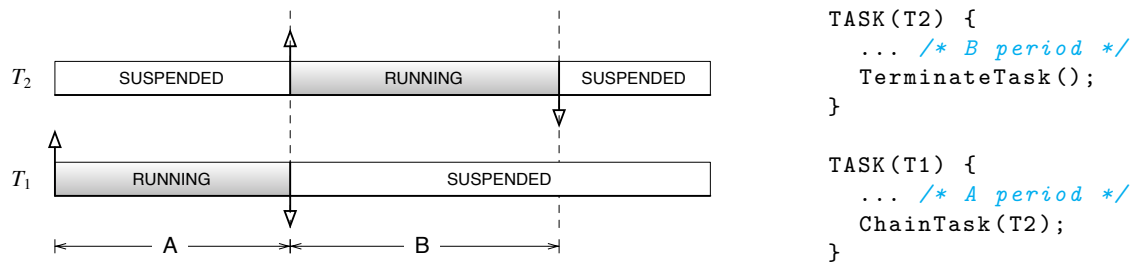 T2 SUSPENDED RUNNING SUSPENDED
T1 RUNNING SUSPENDED
A B
TASK(T2) {
... /* B period */
TerminateTask();
}
TASK(T1) {
... /* A period */
ChainTask(T2);
}